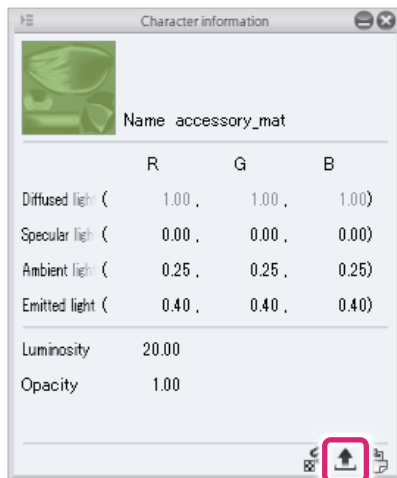 Character information
Name accessory_mat
R G B
Diffused light ( 1.00 , 1.00 , 1.00)
Specular ligh ( 0.00 , 0.00 , 0.00)
Ambient light ( 0.25 , 0.25 , 0.25)
Emitted light ( 0.40 , 0.40 , 0.40)
Luminosity 20.00
Opacity 1.00